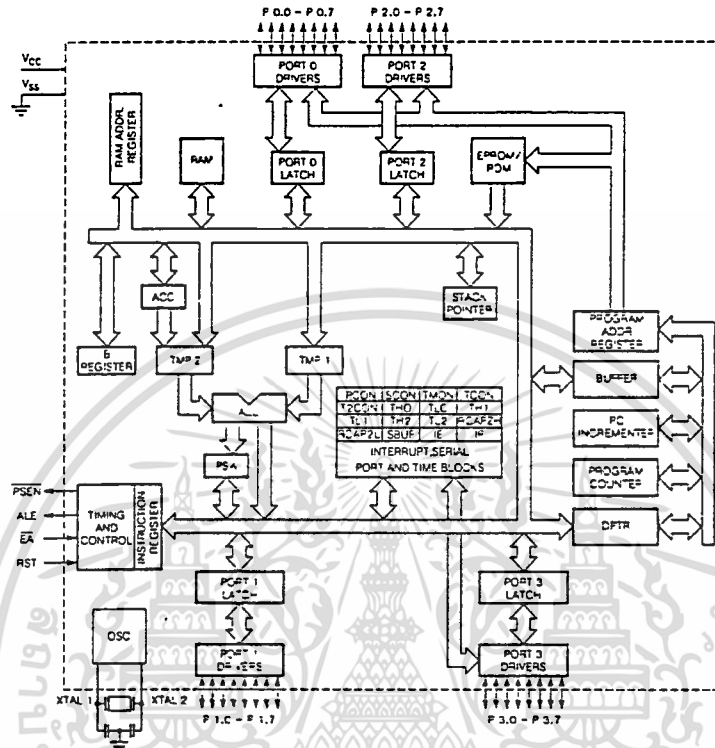 P 0.0 – P 0.7
P 2.0 – P 2.7
VCC
VSS
PORT 0
DRIVERS
PORT 2
DRIVERS
RAM ADDR.
REGISTER
RAM
PORT 0
LATCH
PORT 2
LATCH
EPROM/
ROM
ACC
STACK
POINTER
B
REGISTER
TMP 2
TMP 1
PROGRAM
ADDR
REGISTER
BUFFER
PC
INCREMENTER
PROGRAM
COUNTER
DPTR
ALU
PCON SCON TMOD TCON
T2CON TH0 TL0 TH1
TL1 TH2 TL2 RCAP2H
RCAP2L SBUF IE IP
INTERRUPT, SERIAL
PORT AND TIME BLOCKS
PSW
PSEN
ALE
EA
RST
TIMING
AND
CONTROL
INSTRUCTION
REGISTER
PORT 1
LATCH
PORT 3
LATCH
OSC
PORT 1
DRIVERS
PORT 3
DRIVERS
XTAL 1
XTAL 2
P 1.0 – P 1.7
P 3.0 – P 3.7